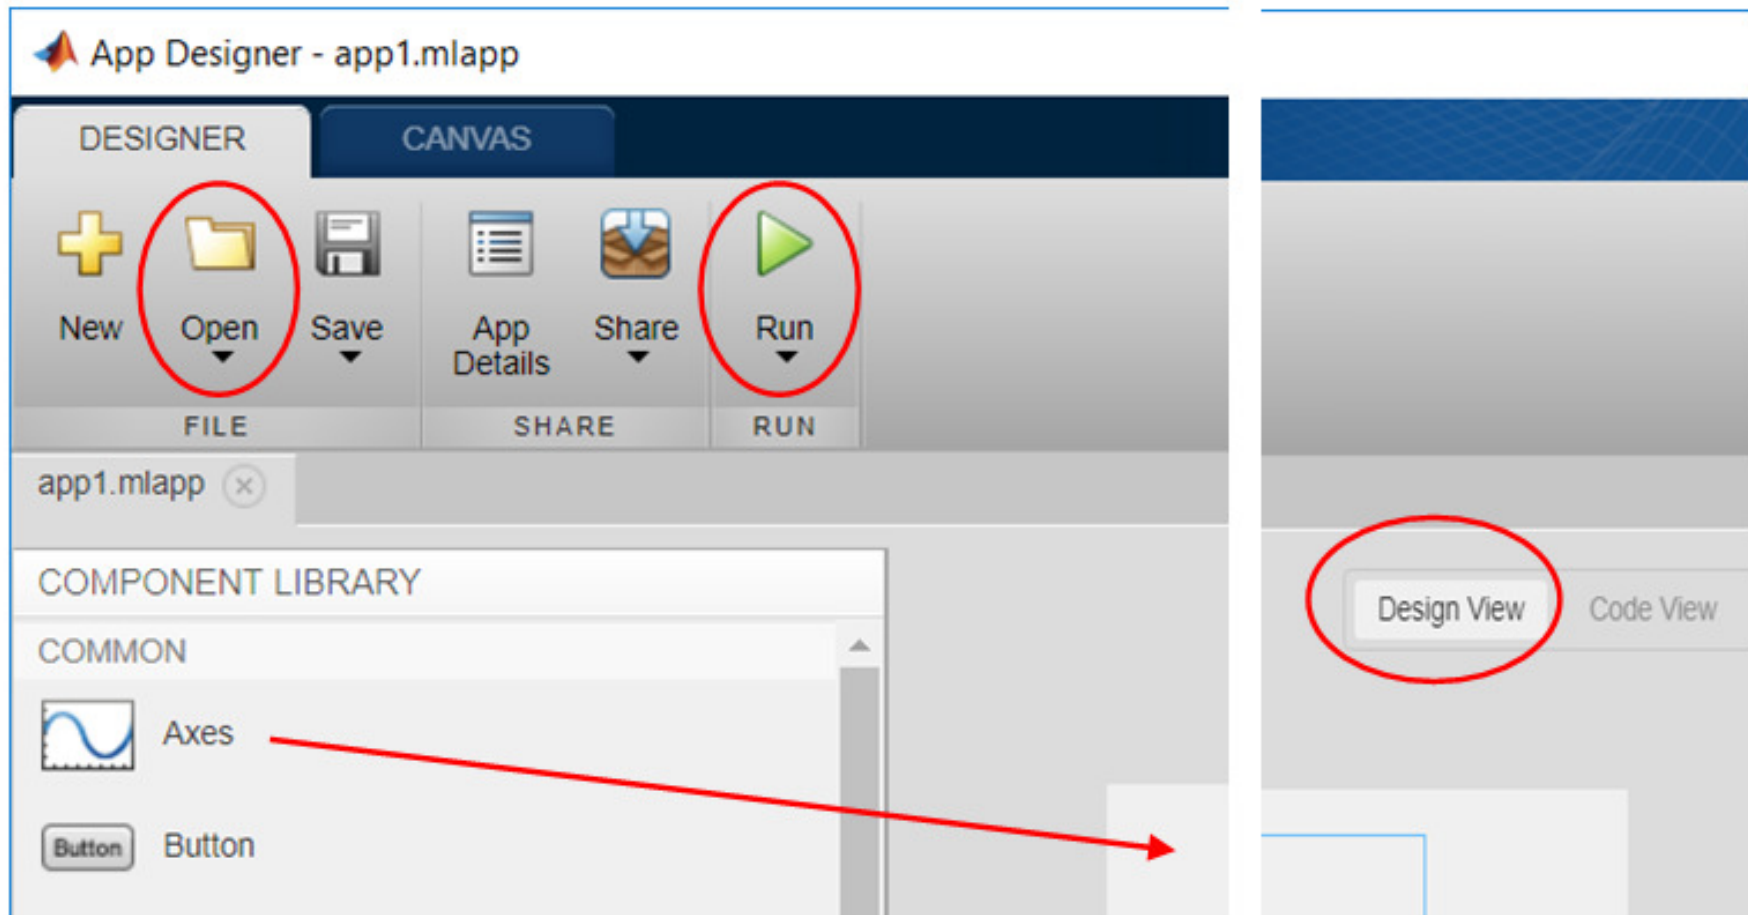 App Designer - app1.mlapp
DESIGNER CANVAS
New Open Save App Details Share Run
FILE SHARE RUN
app1.mlapp
Design View Code View
COMPONENT LIBRARY
COMMON
Axes
Button Button